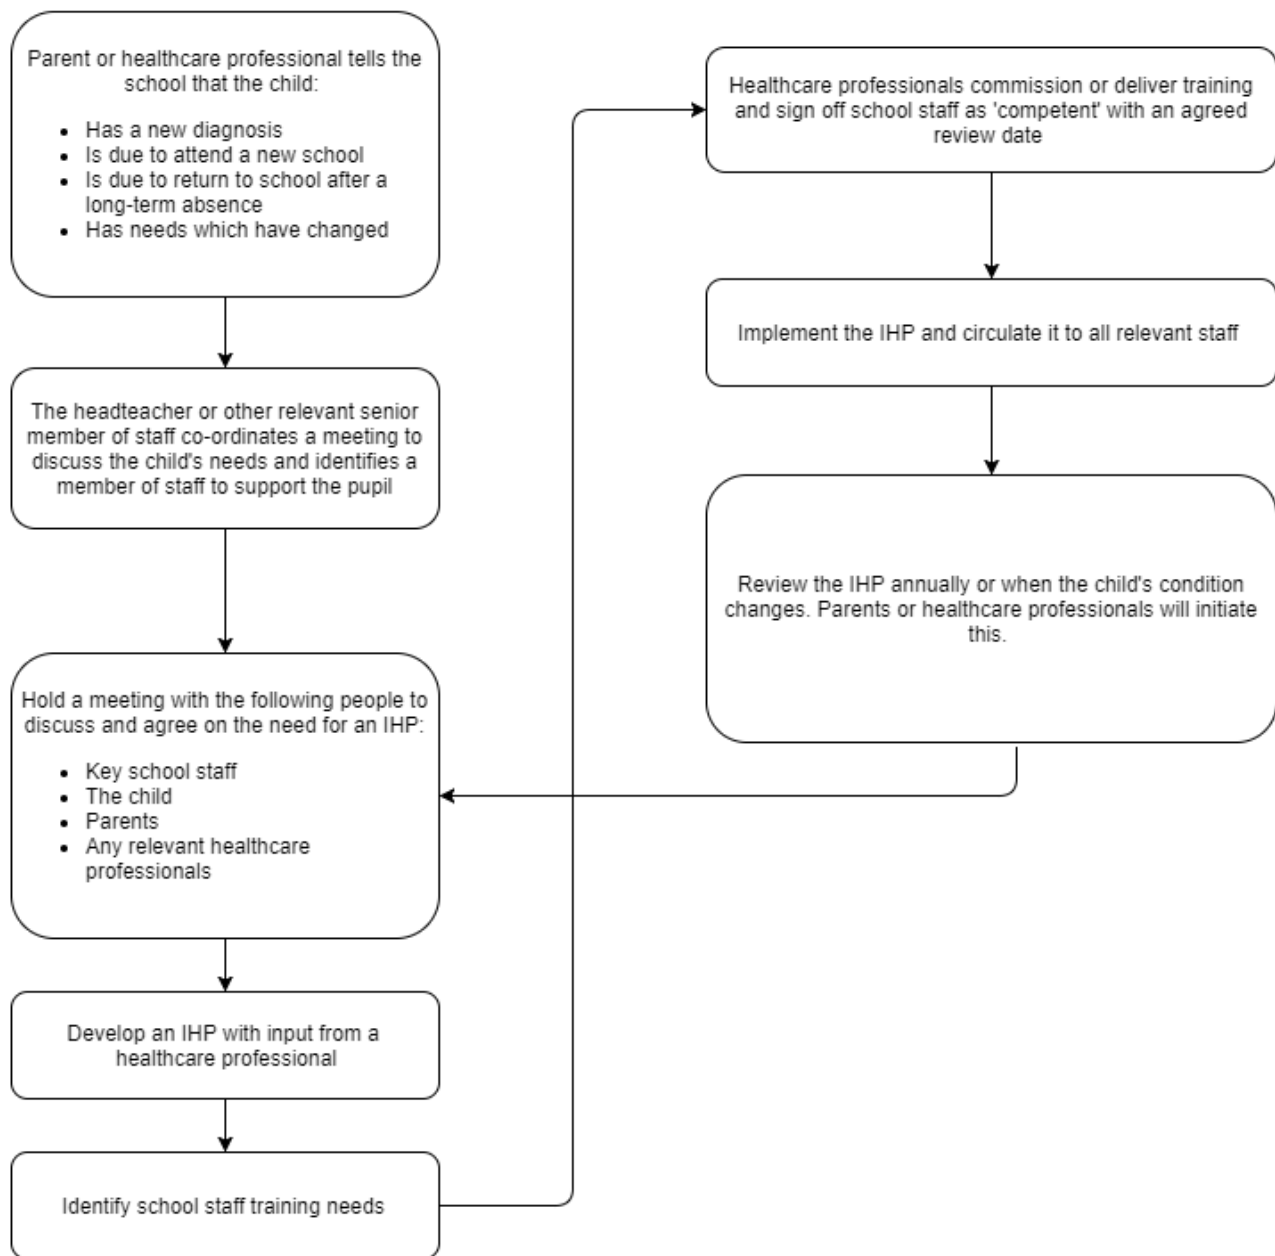 Parent or healthcare professional tells the
school that the child:
• Has a new diagnosis
• Is due to attend a new school
• Is due to return to school after a
long-term absence
• Has needs which have changed
The headteacher or other relevant senior
member of staff co-ordinates a meeting to
discuss the child's needs and identifies a
member of staff to support the pupil
Hold a meeting with the following people to
discuss and agree on the need for an IHP:
• Key school staff
• The child
• Parents
• Any relevant healthcare
professionals
Develop an IHP with input from a
healthcare professional
Identify school staff training needs
Healthcare professionals commission or deliver training
and sign off school staff as 'competent' with an agreed
review date
Implement the IHP and circulate it to all relevant staff
Review the IHP annually or when the child's condition
changes. Parents or healthcare professionals will initiate
this.